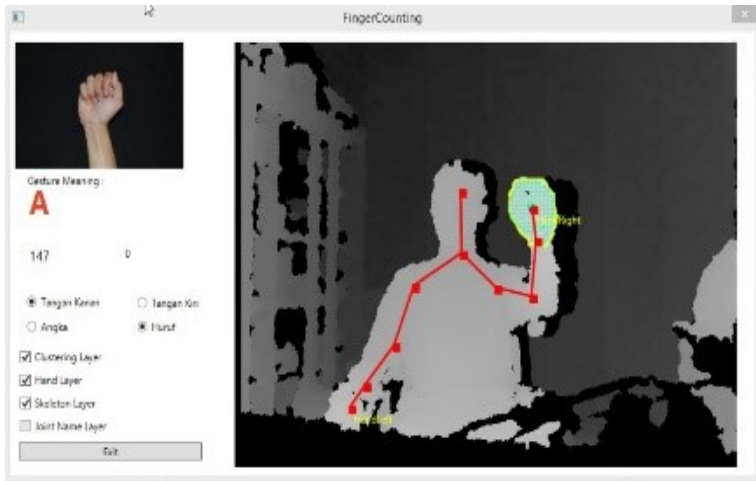 FingerCounting
Gesture Meaning :
A
147 0
Tangan Kanan Tangan Kiri
Angka Huruf
Clustering Layer
Hand Layer
Skeleton Layer
Joint Name Layer
Exit
Right